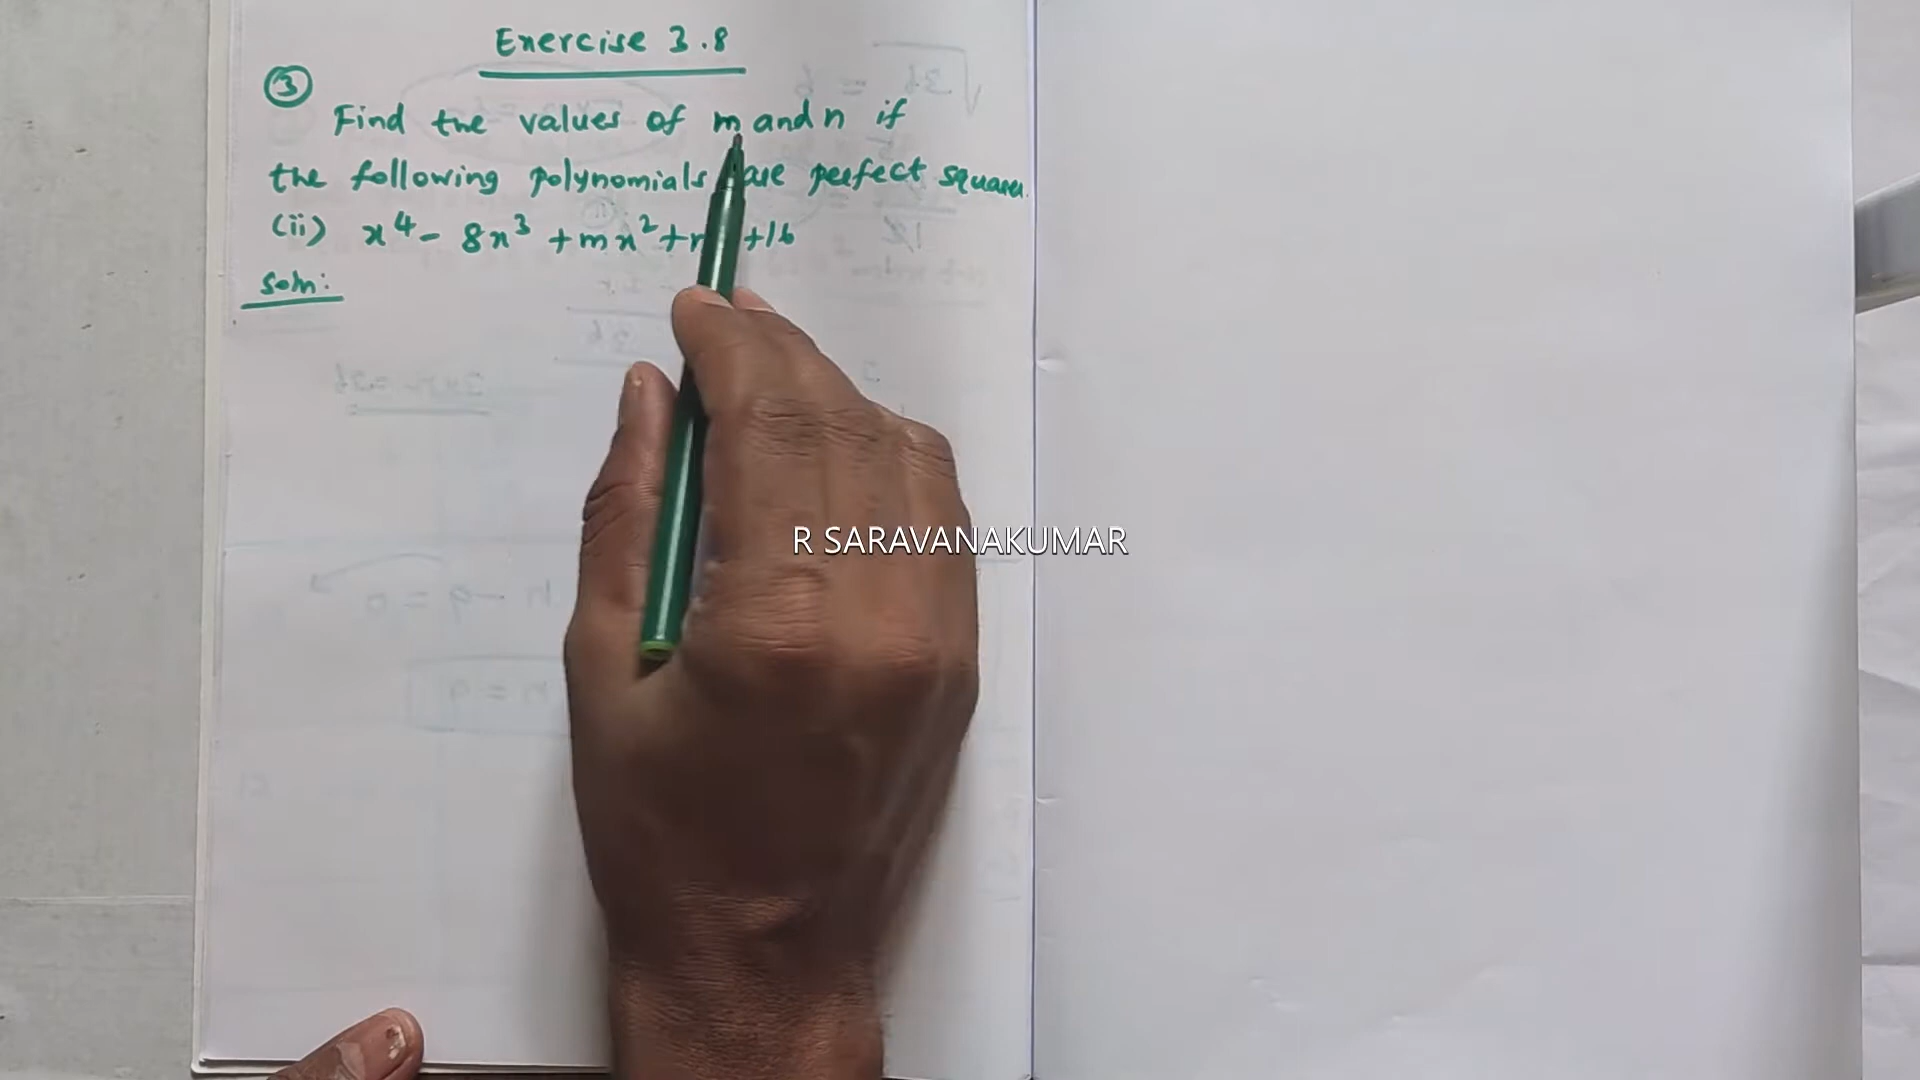 Exercise 3.8
③
Find the values of m and n if
the following polynomials are perfect squares.
(ii) x⁴ - 8x³ + mx² + n +16
Soln:
R SARAVANAKUMAR